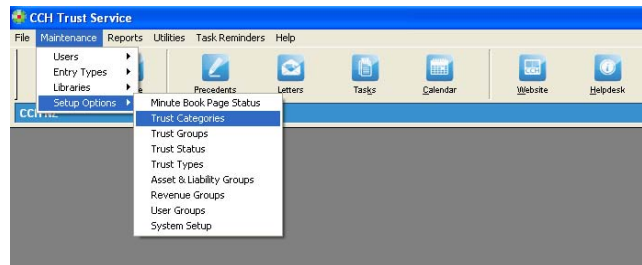 CCH Trust Service
File Maintenance Reports Utilities Task Reminders Help
Users
Entry Types
Libraries
Setup Options
Precedents Letters Tasks Calendar Website Helpdesk
Minute Book Page Status
Trust Categories
Trust Groups
Trust Status
Trust Types
Asset & Liability Groups
Revenue Groups
User Groups
System Setup